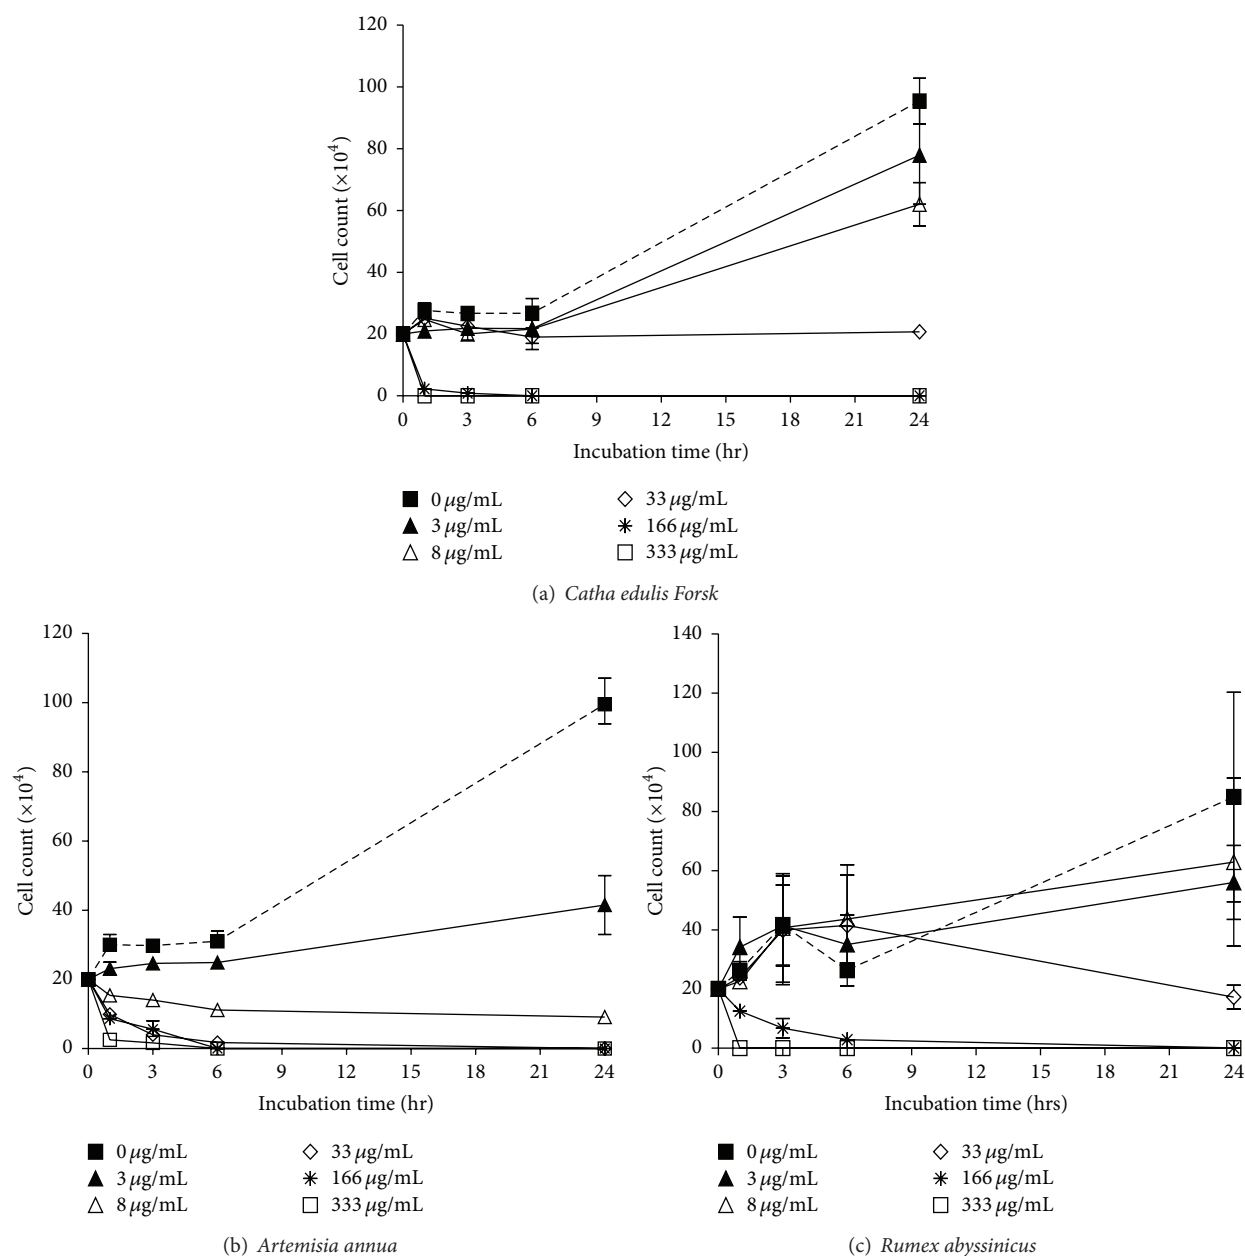 120
100
80
60
40
20
0
Cell count (×10⁴)
0 3 6 9 12 15 18 21 24
Incubation time (hr)
0 µg/mL
3 µg/mL
8 µg/mL
33 µg/mL
166 µg/mL
333 µg/mL
(a) Catha edulis Forsk
120
100
80
60
40
20
0
Cell count (×10⁴)
0 3 6 9 12 15 18 21 24
Incubation time (hr)
0 µg/mL
3 µg/mL
8 µg/mL
33 µg/mL
166 µg/mL
333 µg/mL
(b) Artemisia annua
140
120
100
80
60
40
20
0
Cell count (×10⁴)
0 3 6 9 12 15 18 21 24
Incubation time (hrs)
0 µg/mL
3 µg/mL
8 µg/mL
33 µg/mL
166 µg/mL
333 µg/mL
(c) Rumex abyssinicus